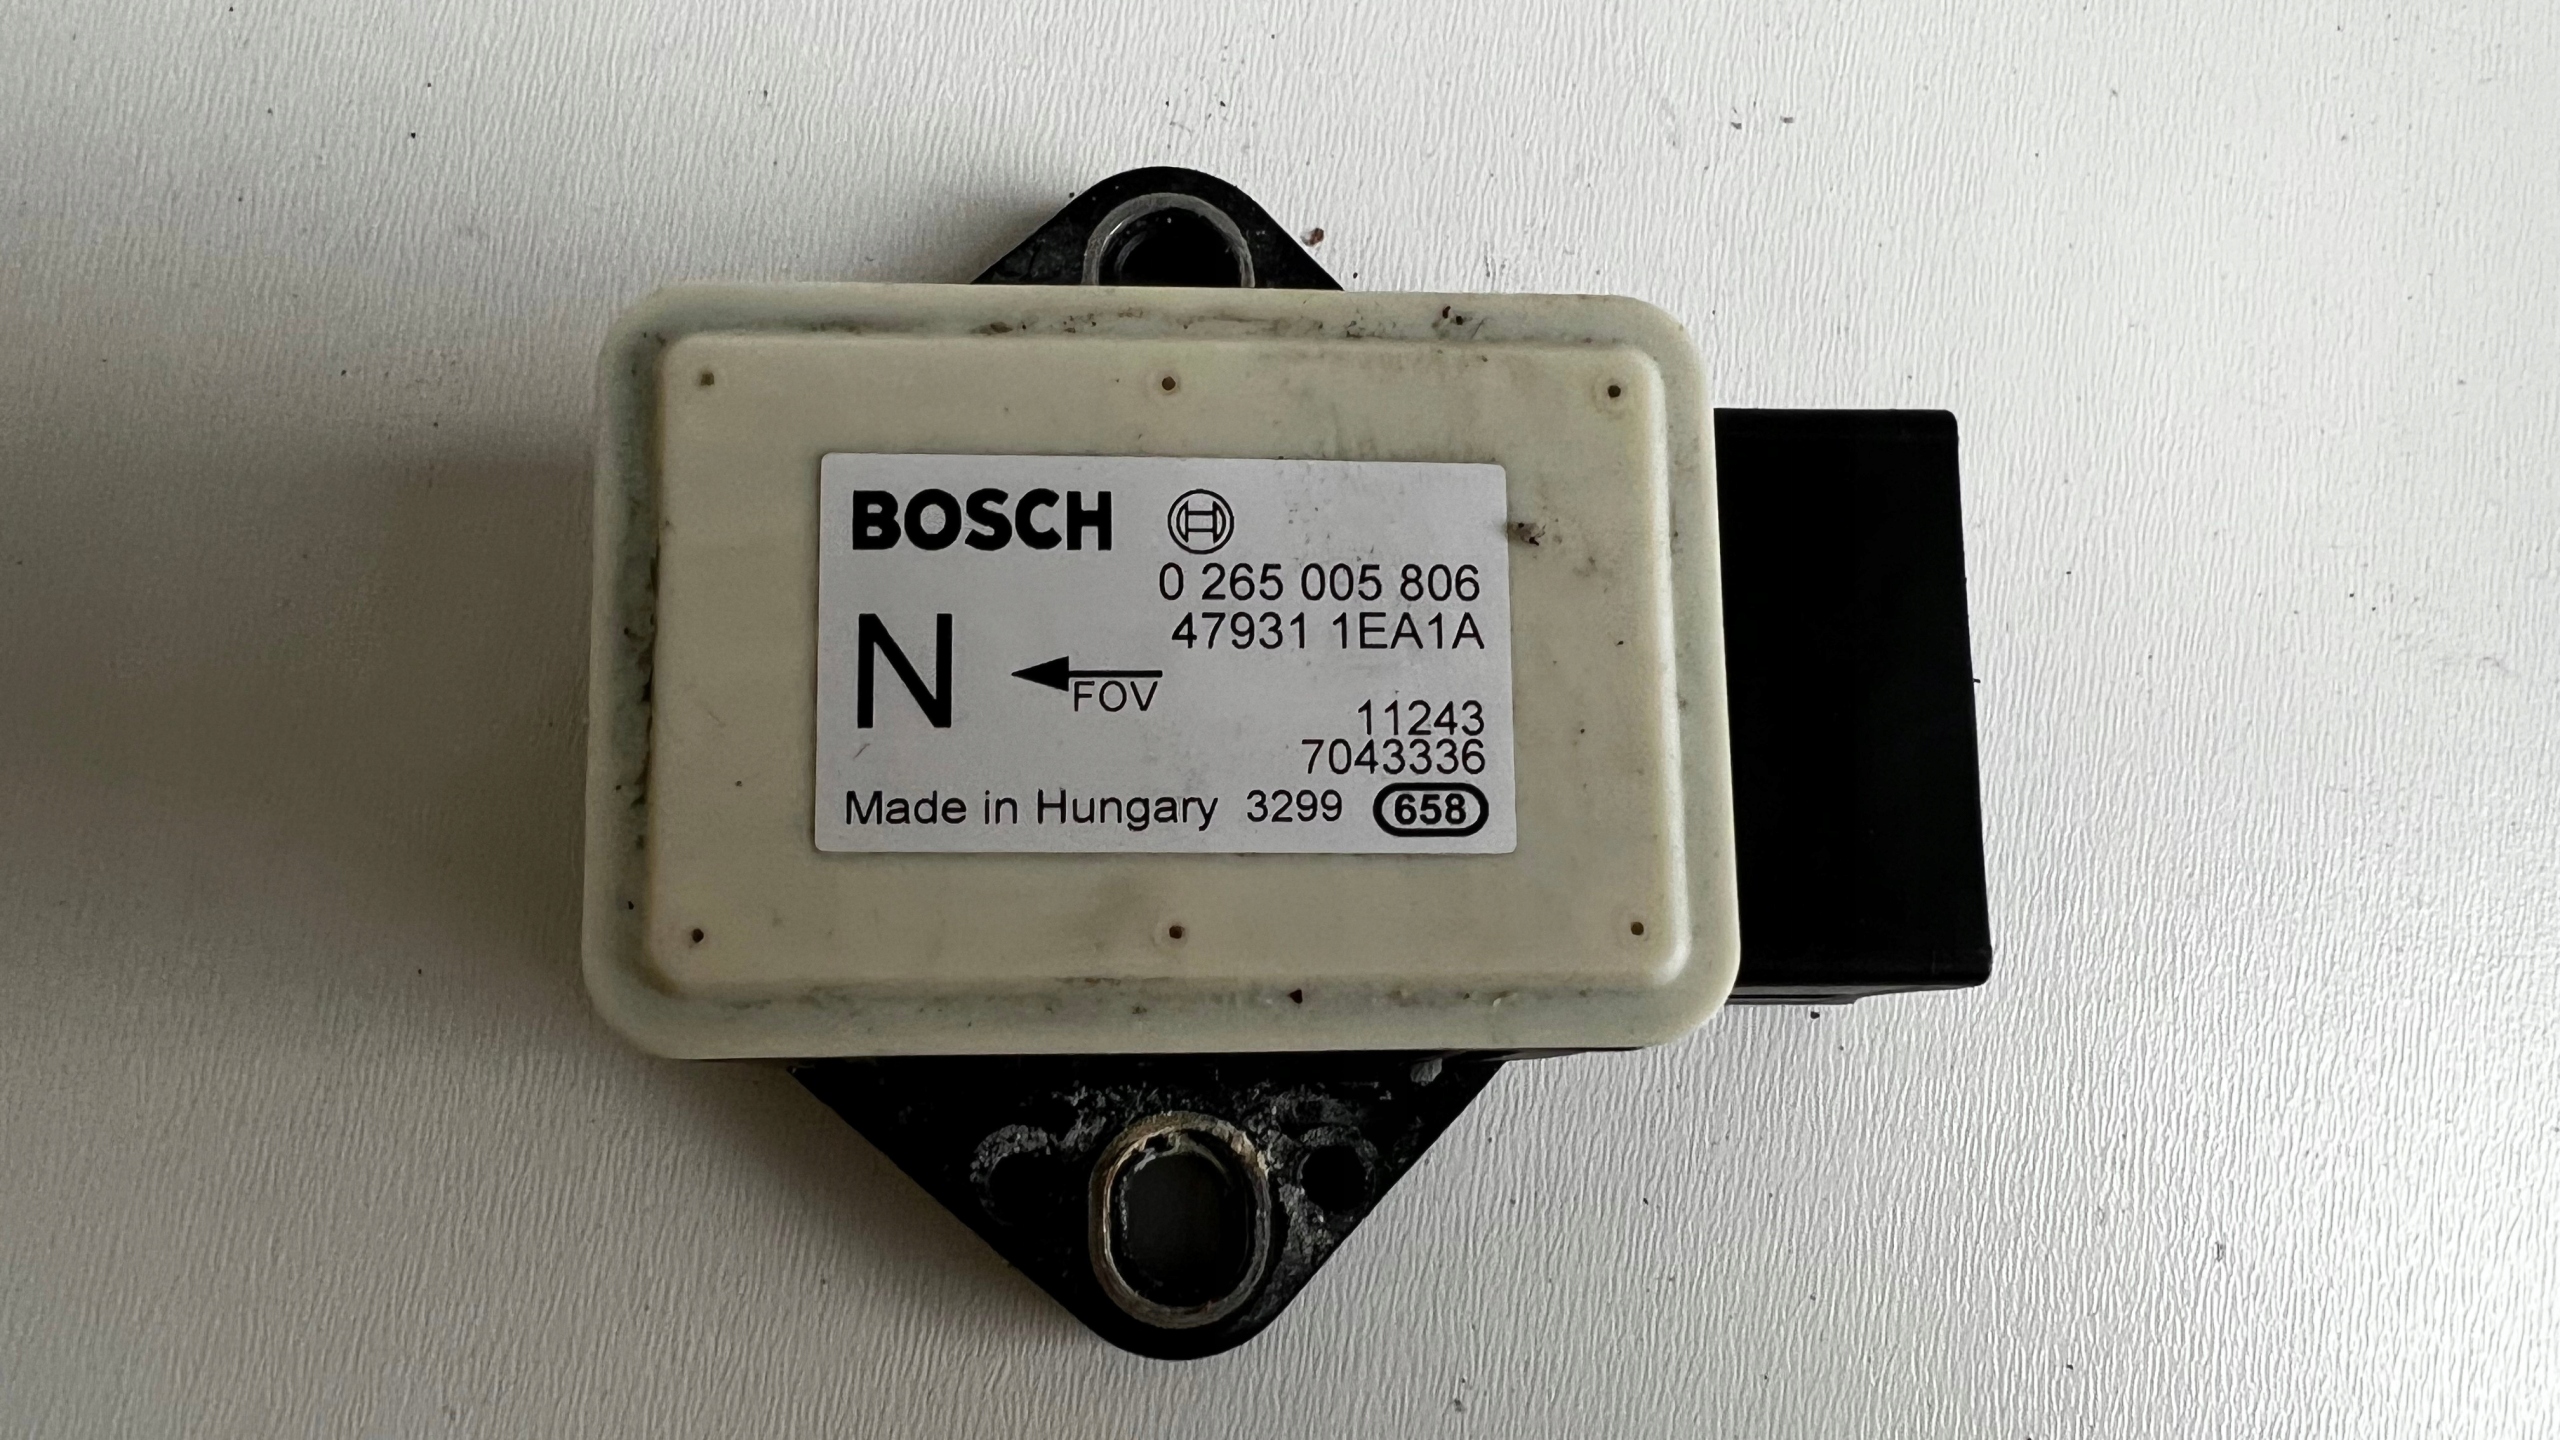 BOSCH
0 265 005 806
47931 1EA1A
N
FOV
11243
7043336
Made in Hungary 3299 658